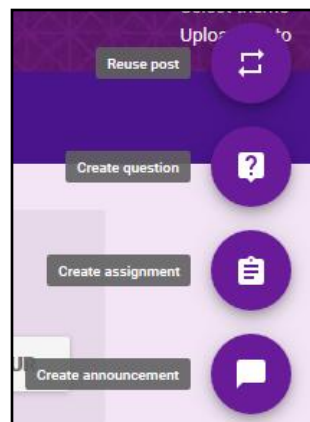 Reuse post
Create question
Create assignment
Create announcement